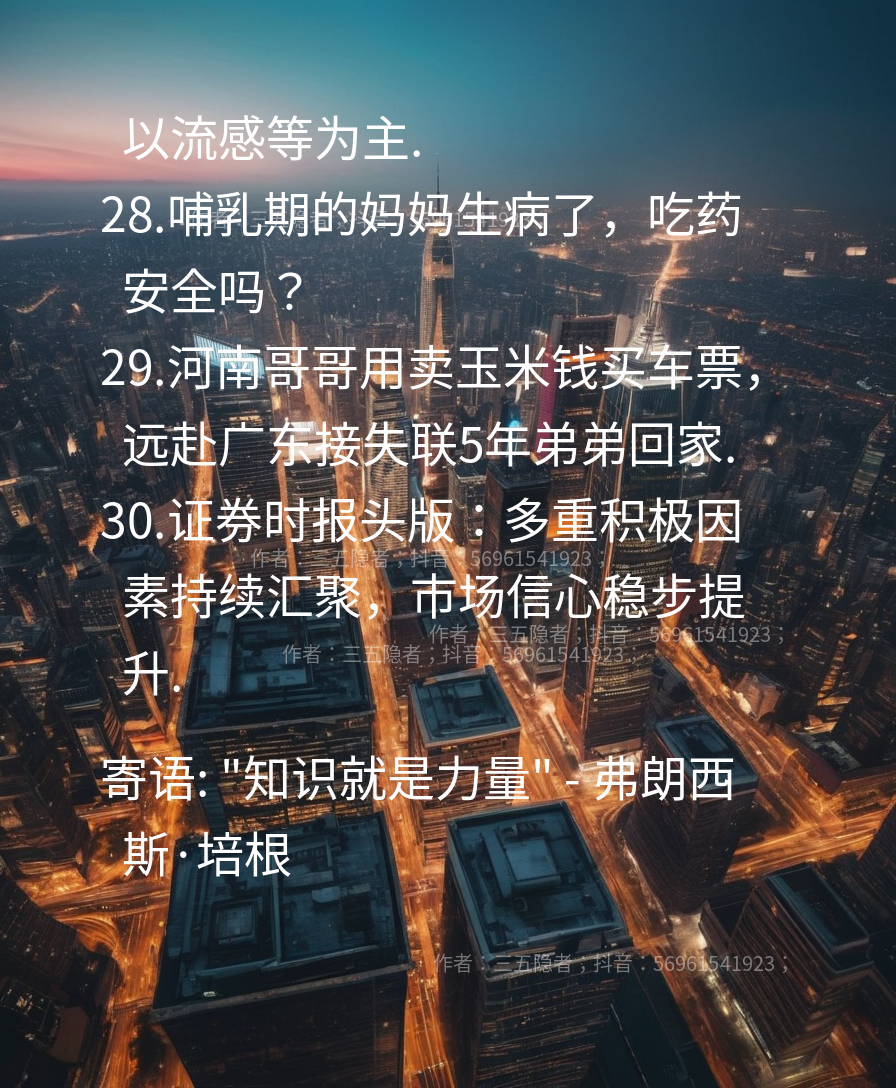 以流感等为主.
28.哺乳期的妈妈生病了，吃药
安全吗？
29.河南哥哥用卖玉米钱买车票，
远赴广东接失联5年弟弟回家.
30.证券时报头版：多重积极因
作者：三五隐者；抖音：56961541923；
素持续汇聚，市场信心稳步提
作者：三五隐者；抖音：56961541923；
作者：三五隐者；抖音：56961541923；
升.
寄语: "知识就是力量" - 弗朗西
斯·培根
作者：三五隐者；抖音：56961541923；